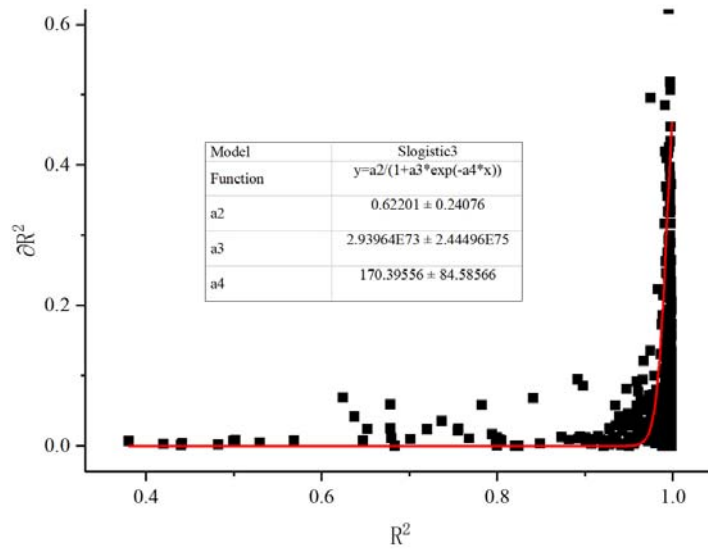 0.6
0.4
0.2
0.0
∂R²
Model Slogistic3
Function y=a2/(1+a3*exp(-a4*x))
a2 0.62201 ± 0.24076
a3 2.93964E73 ± 2.44496E75
a4 170.39556 ± 84.58566
0.4 0.6 0.8 1.0
R²